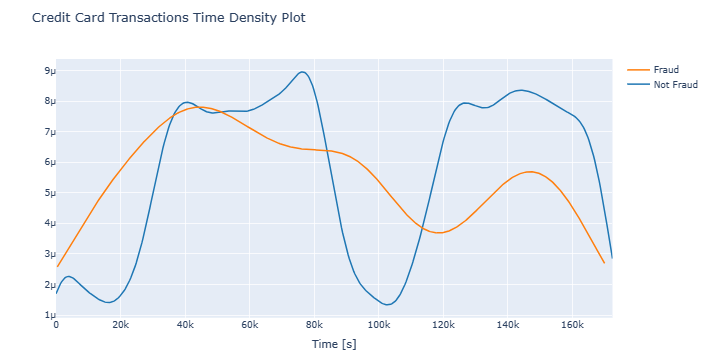 Credit Card Transactions Time Density Plot
Fraud
Not Fraud
9μ
8μ
7μ
6μ
5μ
4μ
3μ
2μ
1μ
0 20k 40k 60k 80k 100k 120k 140k 160k
Time [s]